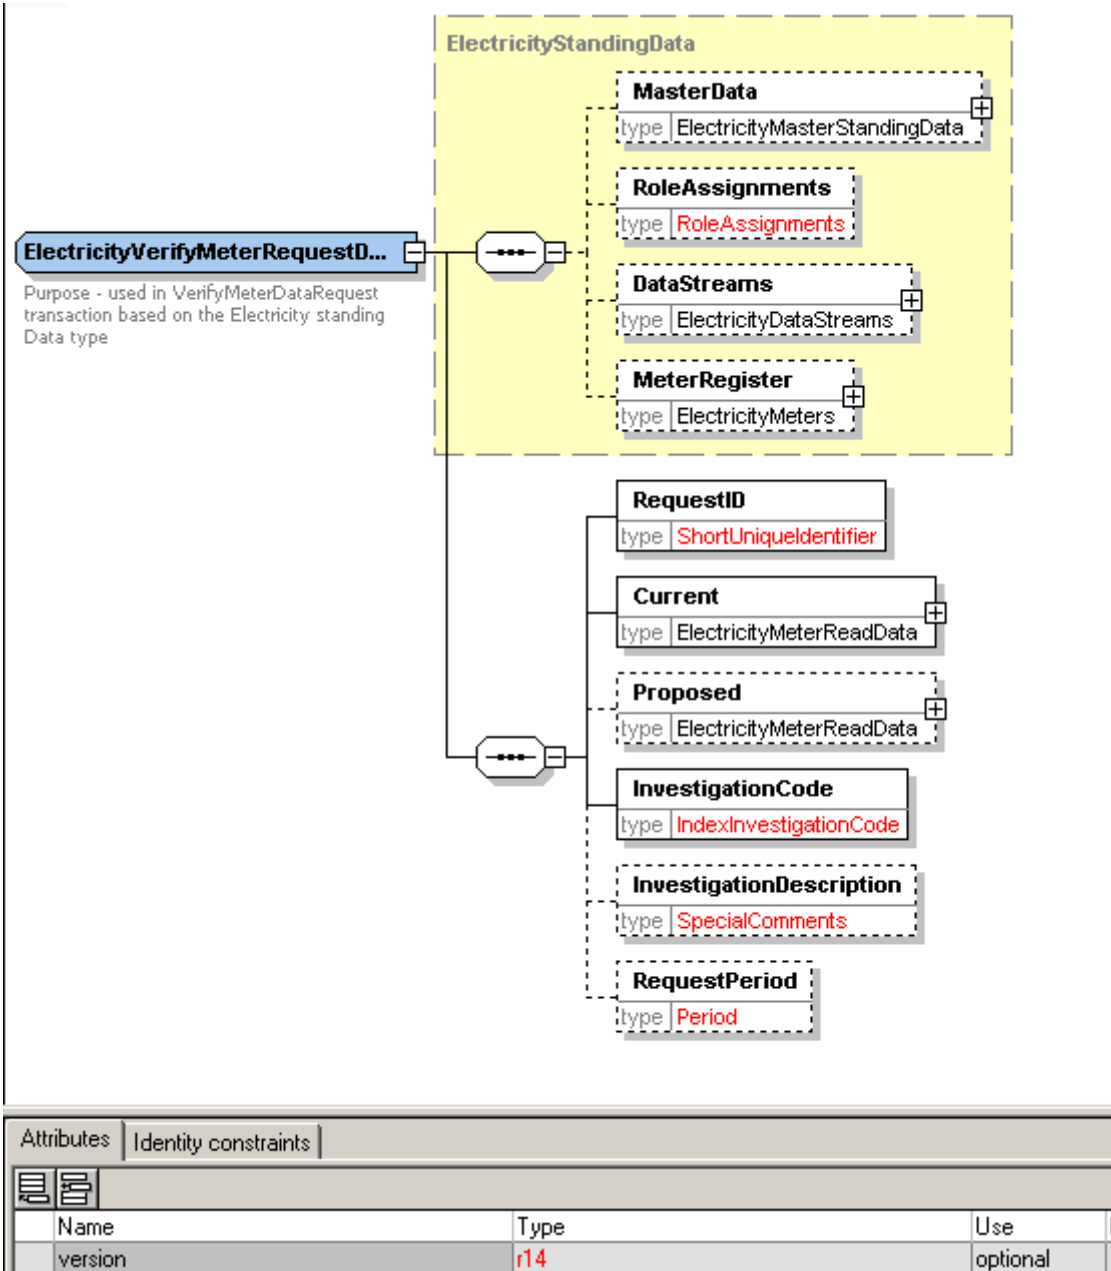 ElectricityStandingData
MasterData
type ElectricityMasterStandingData
RoleAssignments
type RoleAssignments
ElectricityVerifyMeterRequestD...
Purpose - used in VerifyMeterDataRequest
transaction based on the Electricity standing
Data type
DataStreams
type ElectricityDataStreams
MeterRegister
type ElectricityMeters
RequestID
type ShortUniqueIdentifier
Current
type ElectricityMeterReadData
Proposed
type ElectricityMeterReadData
InvestigationCode
type IndexInvestigationCode
InvestigationDescription
type SpecialComments
RequestPeriod
type Period
Attributes Identity constraints
Name Type Use
version r14 optional